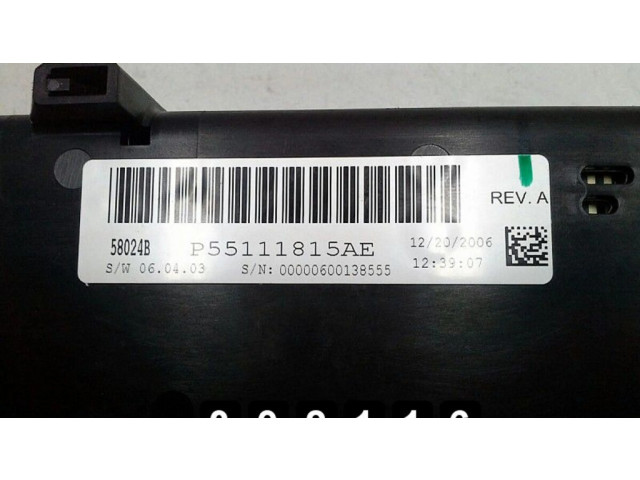 REV. A
58024B P55111815AE 12/20/2006
S/W 06.04.03 S/N: 00000600138555 12:39:07